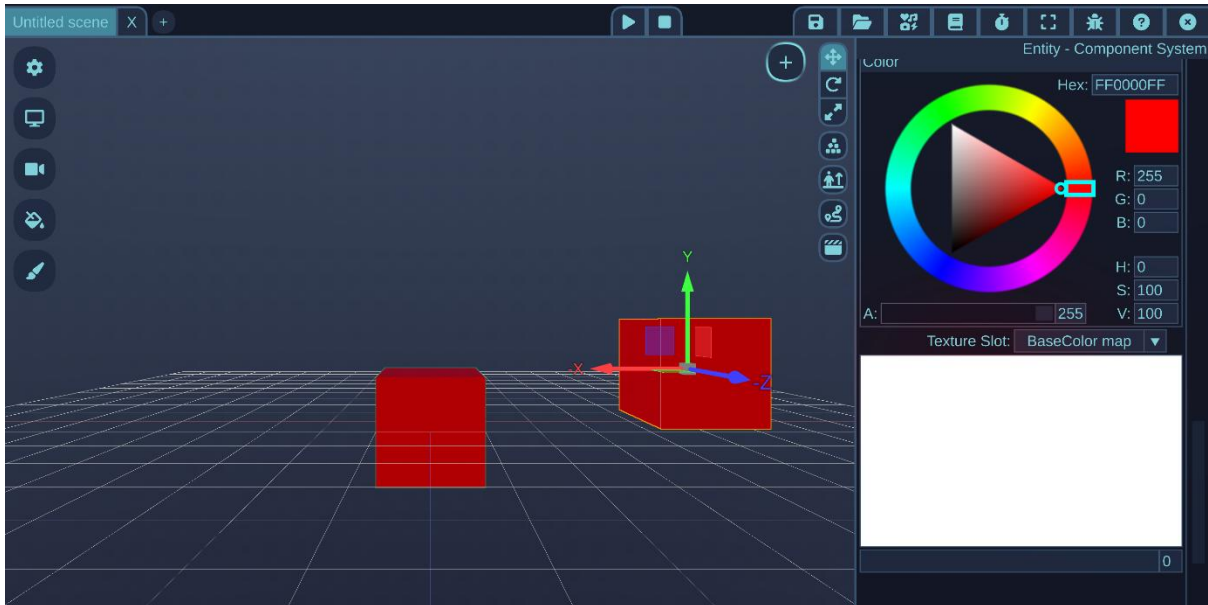 Untitled scene X +
Entity - Component System
Color
Hex: FF0000FF
R: 255
G: 0
B: 0
H: 0
S: 100
A: 255 V: 100
Texture Slot: BaseColor map
0
Y
-X
-Z